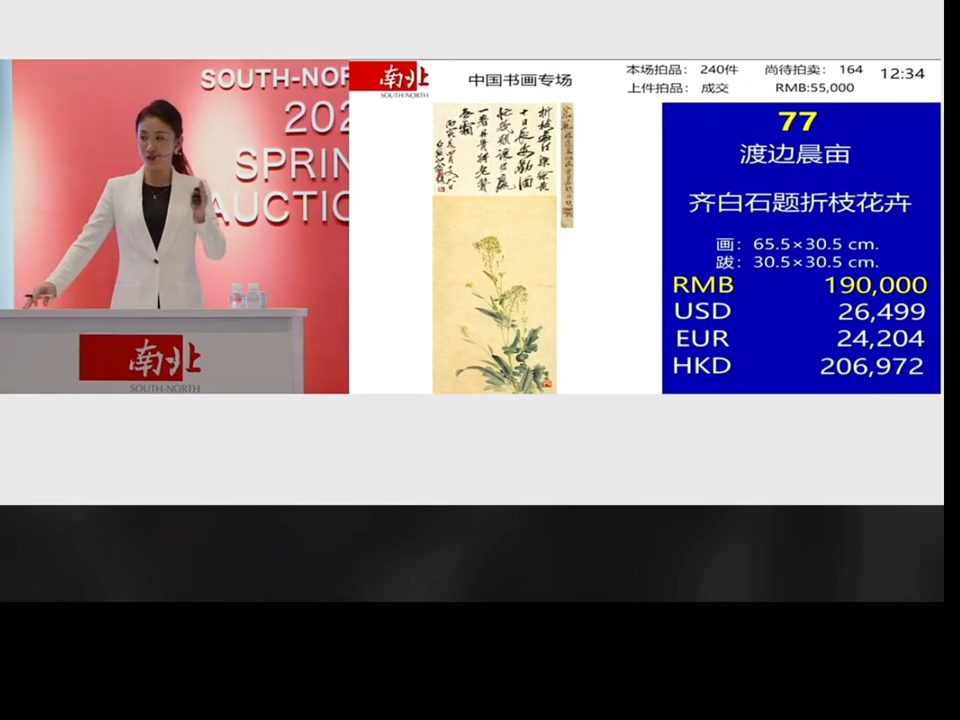 SOUTH-NOR
202
SPRIN
AUCTIO
南北
SOUTH-NORTH
南北
SOUTH-NORTH
中国书画专场
本场拍品： 240件 尚待拍卖： 164
上件拍品： 成交 RMB:55,000
12:34
77
渡边晨亩
齐白石题折枝花卉
画： 65.5×30.5 cm.
跋： 30.5×30.5 cm.
RMB 190,000
USD 26,499
EUR 24,204
HKD 206,972